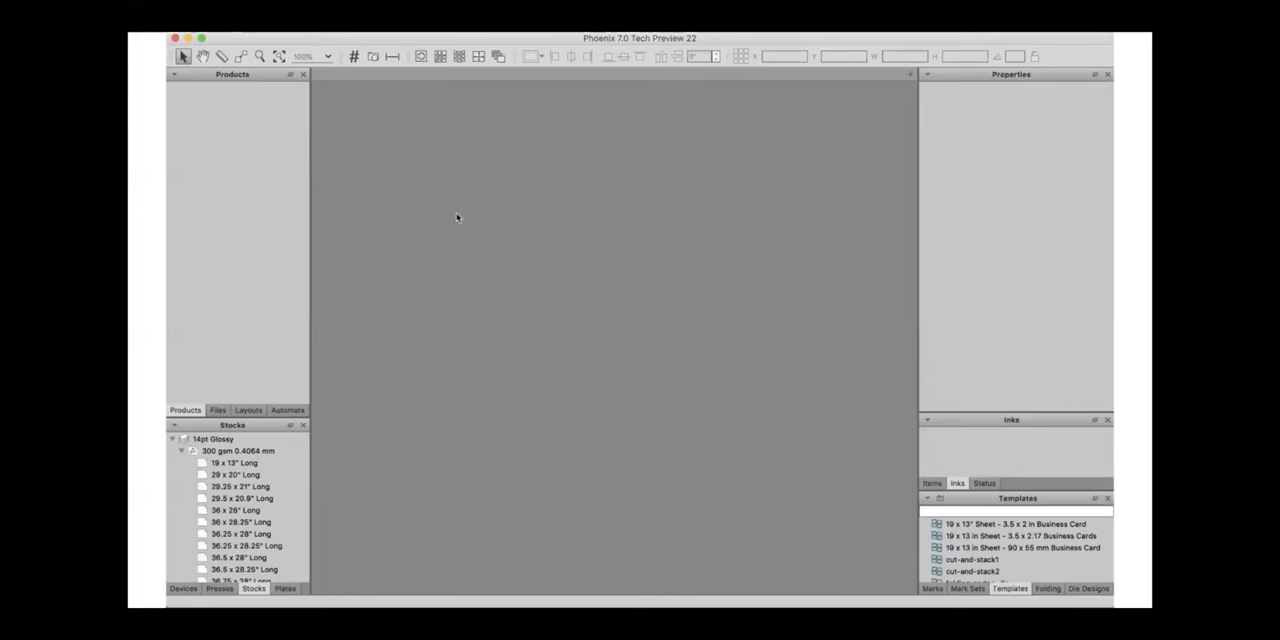 Phoenix 7.0 Tech Preview 22
100% # 0° X Y W H
Products
Properties
Products Files Layouts Automate
Stocks
14pt Glossy
300 gsm 0.4064 mm
19 x 13" Long
29 x 20" Long
29.25 x 21" Long
29.5 x 20.9" Long
36 x 28" Long
36 x 28.25" Long
36.25 x 28" Long
36.25 x 28.25" Long
36.5 x 28" Long
36.5 x 28.25" Long
36.75 x 28" Long
Devices Presses Stocks Plates
Inks
Items Inks Status
Templates
19 x 13" Sheet - 3.5 x 2 in Business Card
19 x 13 in Sheet - 3.5 x 2.17 Business Cards
19 x 13 in Sheet - 90 x 55 mm Business Card
cut-and-stack1
cut-and-stack2
Marks Mark Sets Templates Folding Die Designs